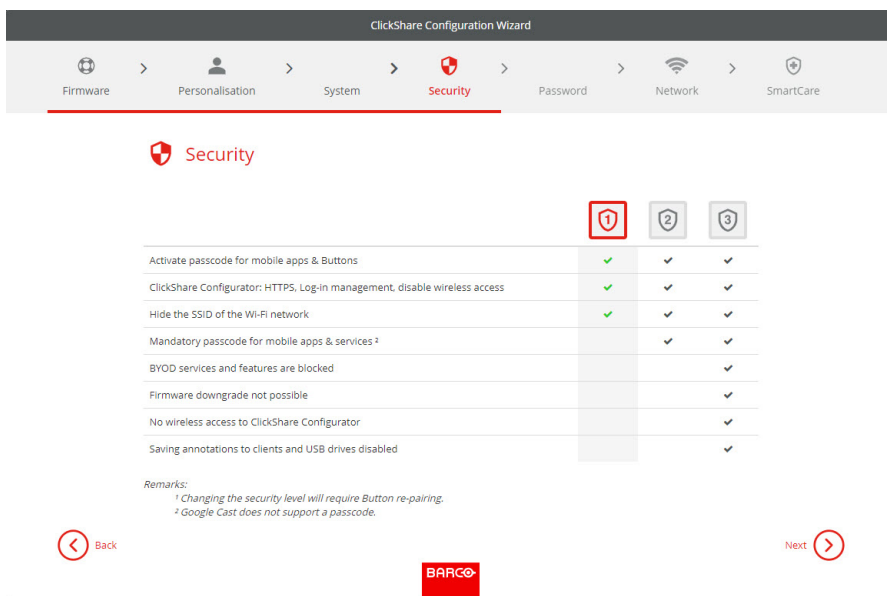 ClickShare Configuration Wizard
Firmware Personalisation System Security Password Network SmartCare
Security
1 2 3
Activate passcode for mobile apps & Buttons
ClickShare Configurator: HTTPS, Log-in management, disable wireless access
Hide the SSID of the Wi-Fi network
Mandatory passcode for mobile apps & services ²
BYOD services and features are blocked
Firmware downgrade not possible
No wireless access to ClickShare Configurator
Saving annotations to clients and USB drives disabled
Remarks:
¹ Changing the security level will require Button re-pairing.
² Google Cast does not support a passcode.
Back Next
BARCO